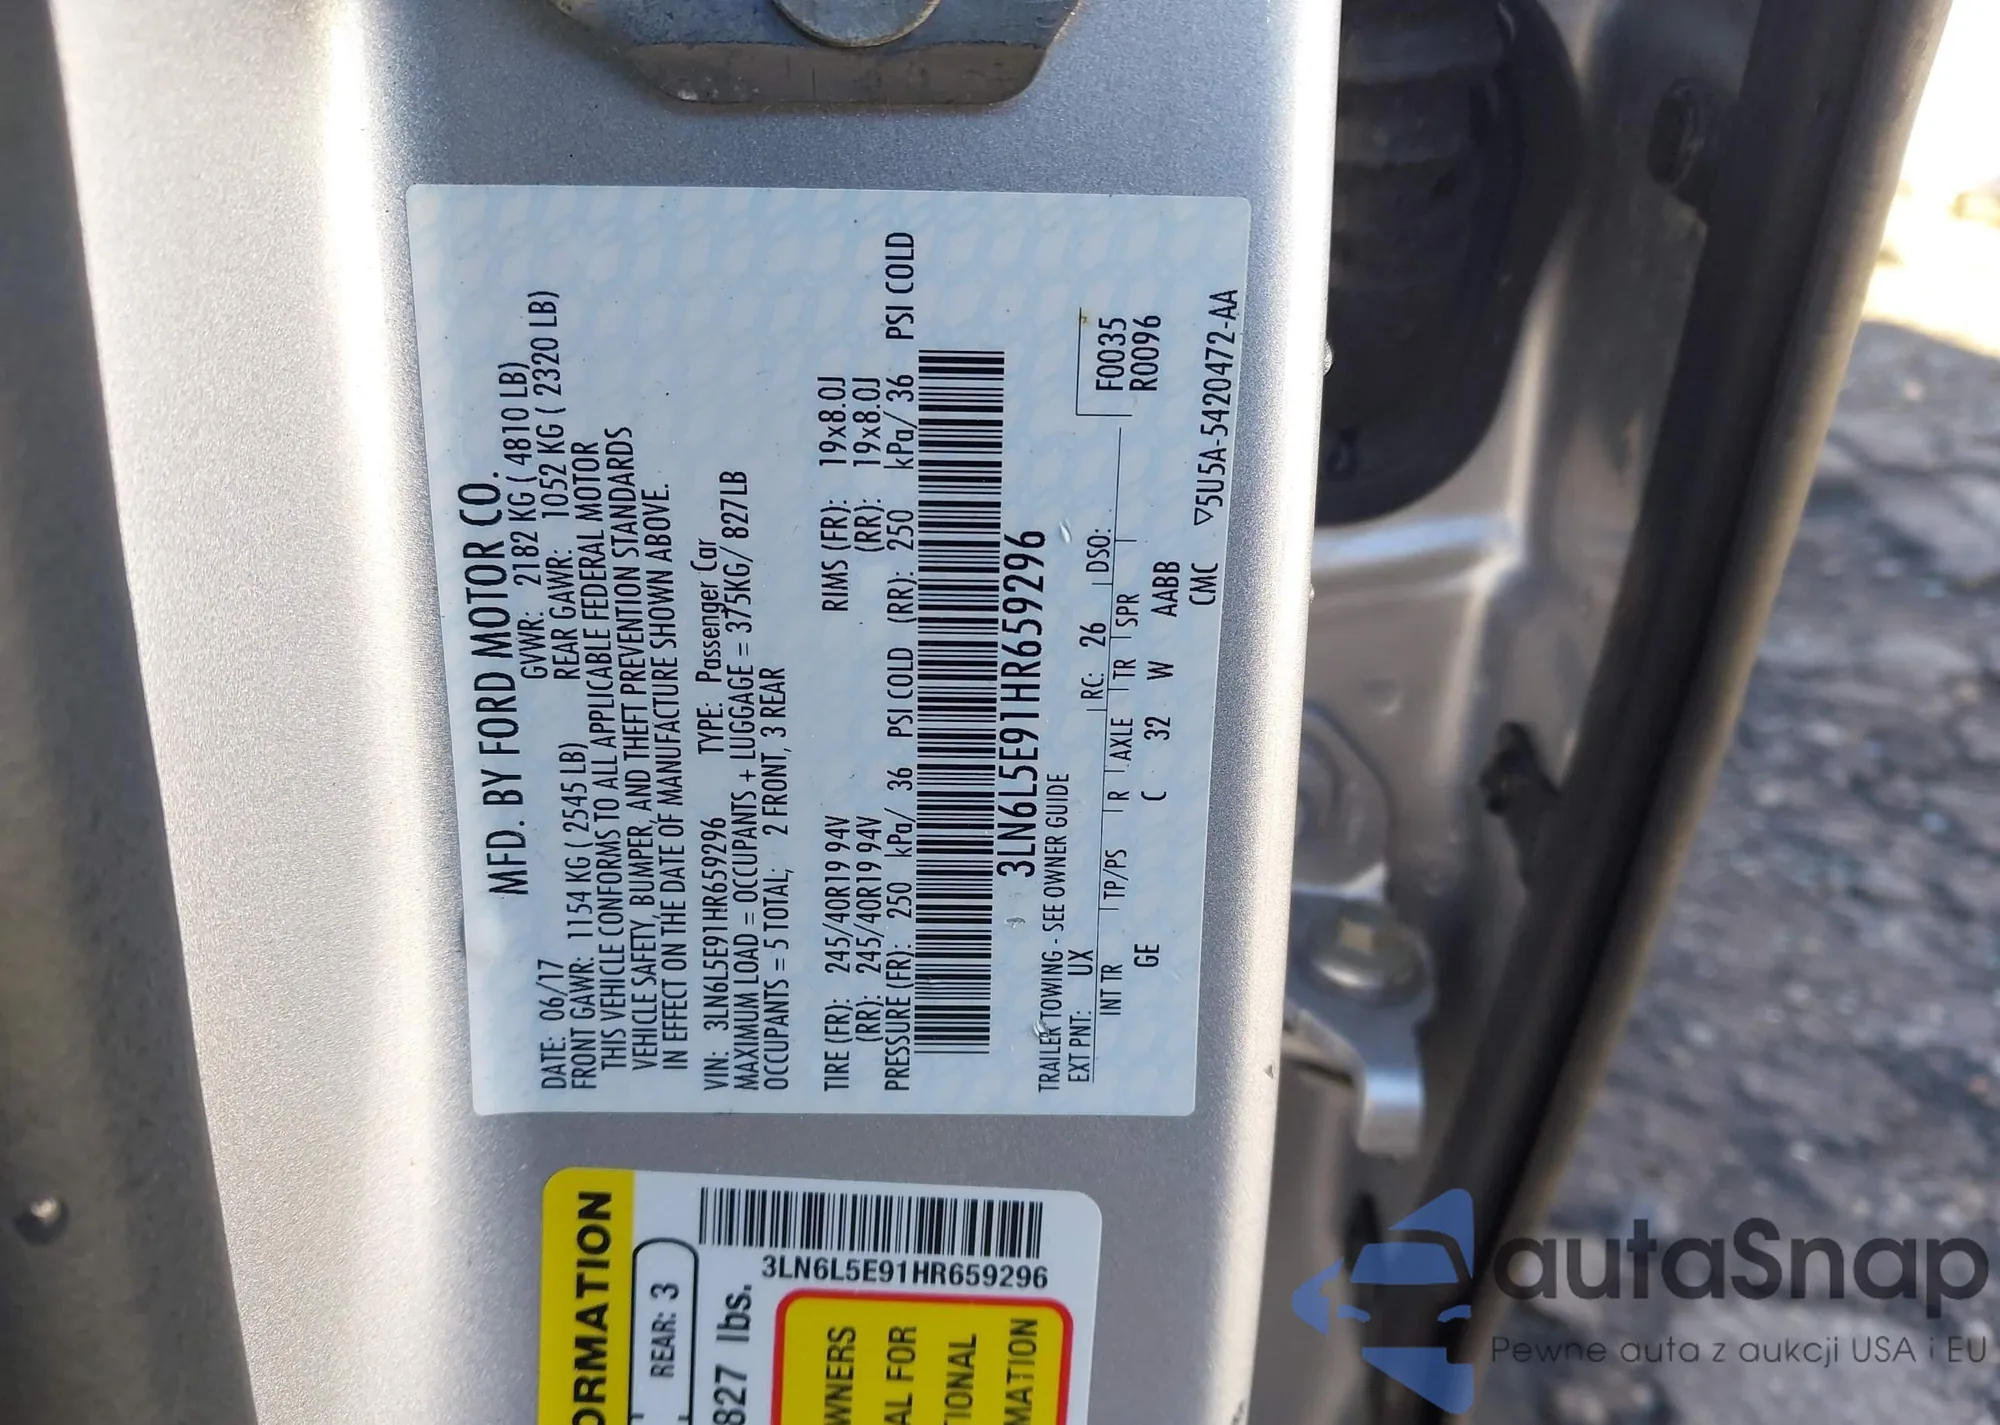 MFD. BY FORD MOTOR CO.
DATE: 06/17 GVWR: 2182 KG ( 4810 LB)
FRONT GAWR: 1154 KG ( 2545 LB) REAR GAWR: 1052 KG ( 2320 LB)
THIS VEHICLE CONFORMS TO ALL APPLICABLE FEDERAL MOTOR
VEHICLE SAFETY, BUMPER, AND THEFT PREVENTION STANDARDS
IN EFFECT ON THE DATE OF MANUFACTURE SHOWN ABOVE.
VIN: 3LN6L5E91HR659296 TYPE: Passenger Car
MAXIMUM LOAD = OCCUPANTS + LUGGAGE = 375KG/ 827LB
OCCUPANTS = 5 TOTAL; 2 FRONT, 3 REAR
TIRE (FR): 245/40R19 94V RIMS (FR): 19x8.0J
(RR): 245/40R19 94V (RR): 19x8.0J
PRESSURE (FR): 250 kPa/ 36 PSI COLD (RR): 250 kPa/ 36 PSI COLD
3LN6L5E91HR659296
TRAILER TOWING - SEE OWNER GUIDE
F0035
EXT PNT: UX RC: 26 DSO:
R0096
INT TR TP/PS R AXLE TR SPR
GE C 32 W AABB
CMC ▽5U5A-5420472-AA
ORMATION
REAR: 3
827 lbs.
3LN6L5E91HR659296
WNERS
AL FOR
IONAL
MATION
autaSnap
Pewne auta z aukcji USA i EU